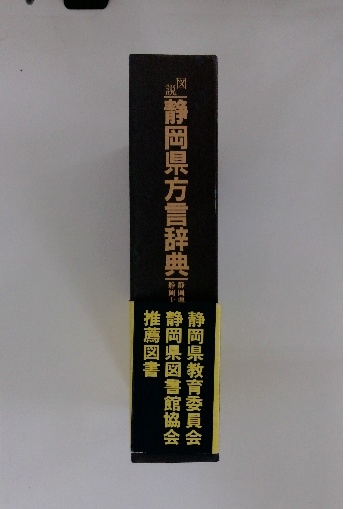 図説
静岡県方言辞典
静岡県教育委員会
静岡県図書館協会
推薦図書